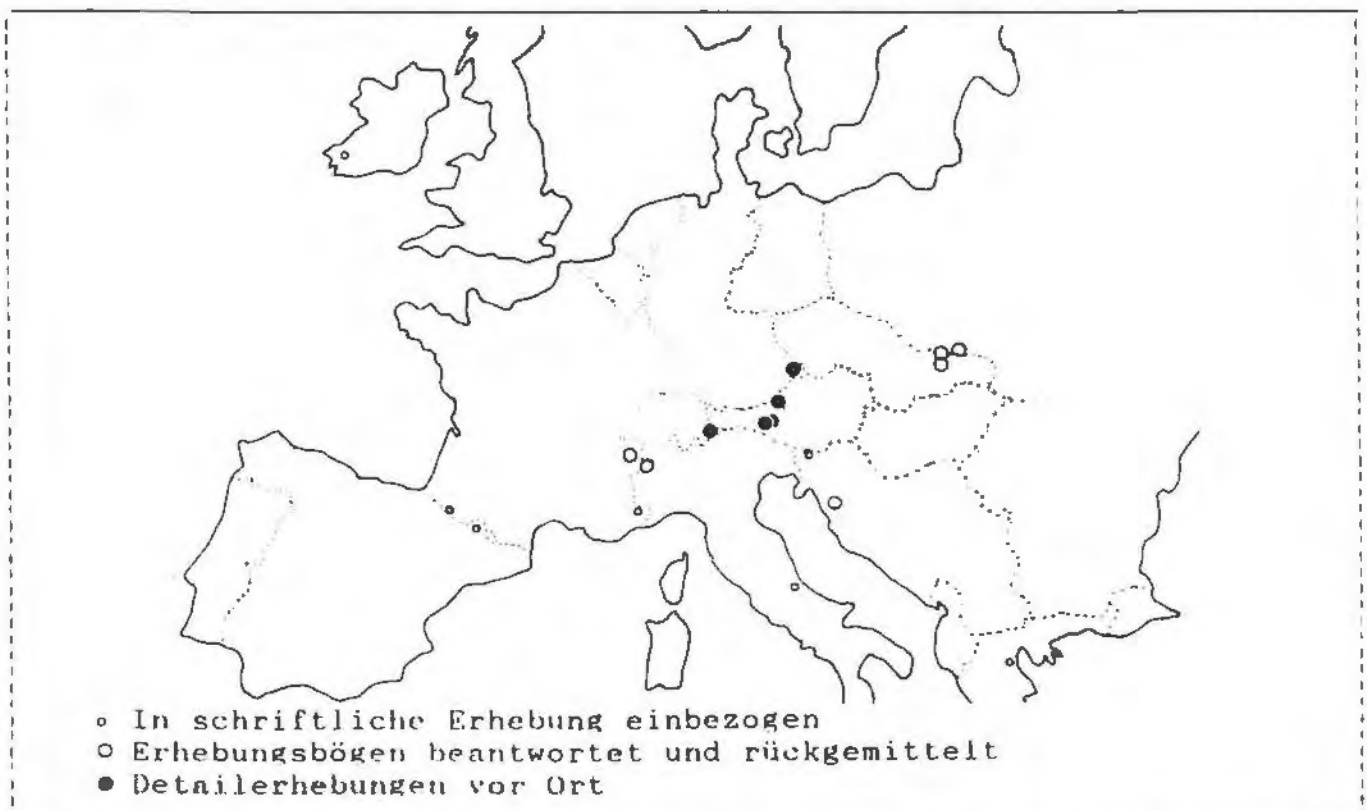 In schriftliche Erhebung einbezogen
Erhebungsbögen beantwortet und rückgemittelt
Detailerhebungen vor Ort